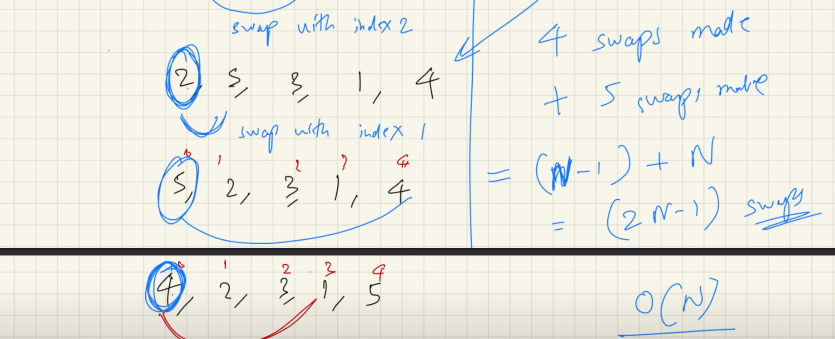 swap with index 2
2, 5, 3, 1, 4
swap with index 1
0 1 2 3 4
5, 2, 3, 1, 4
0 1 2 3 4
4, 2, 3, 1, 5
4 swaps made
+ 5 swaps made
= (N-1) + N
= (2N-1) swaps
O(N)